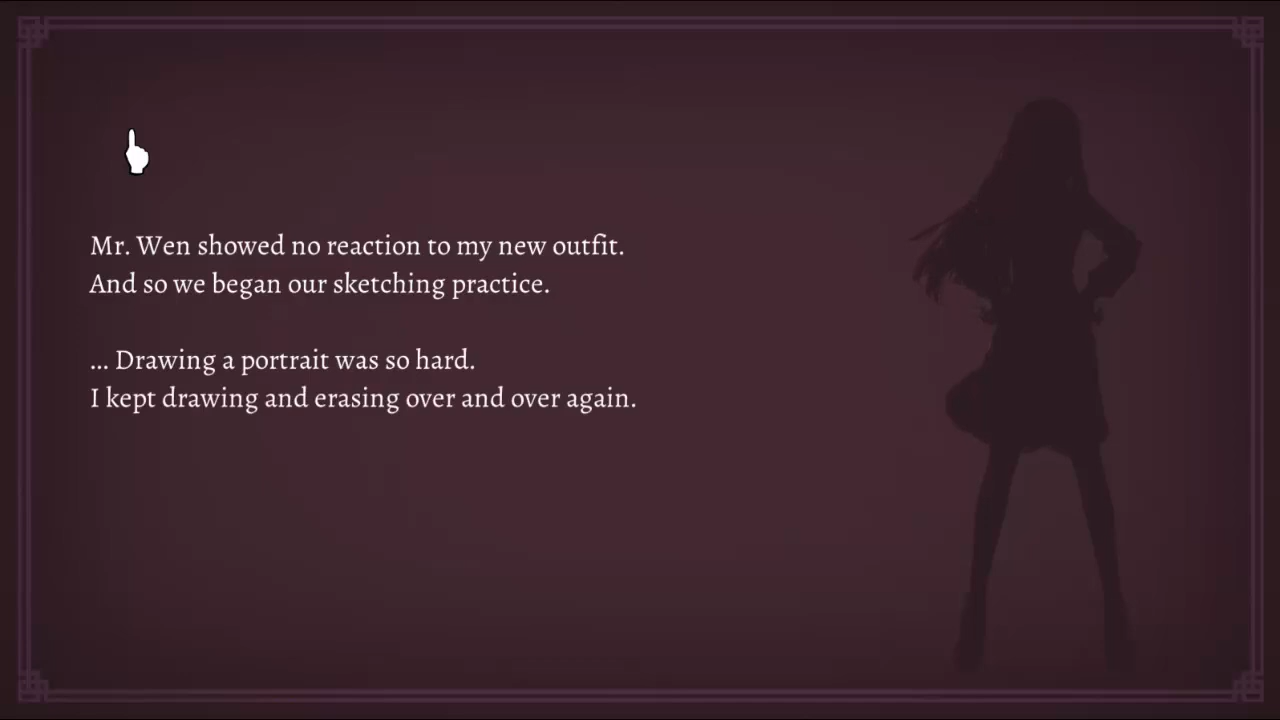 Mr. Wen showed no reaction to my new outfit.
And so we began our sketching practice.
... Drawing a portrait was so hard.
I kept drawing and erasing over and over again.